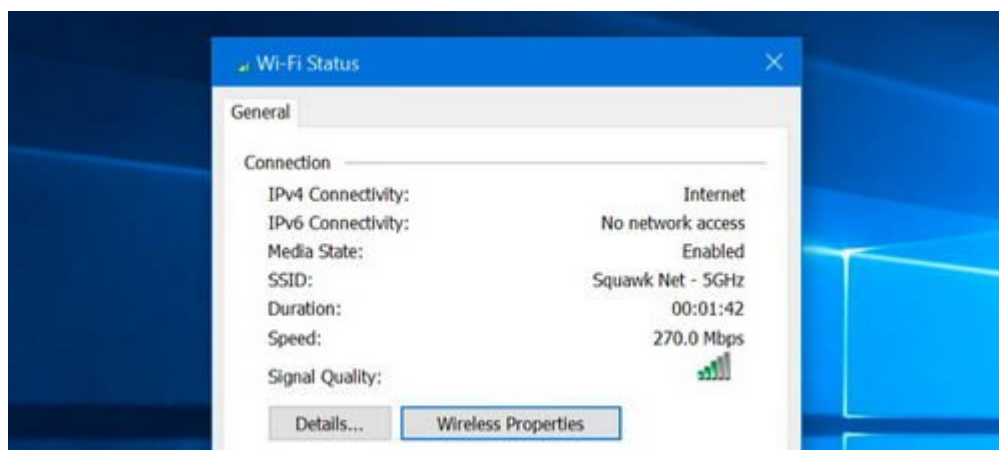 Wi-Fi Status
General
Connection
IPv4 Connectivity: Internet
IPv6 Connectivity: No network access
Media State: Enabled
SSID: Squawk Net - 5GHz
Duration: 00:01:42
Speed: 270.0 Mbps
Signal Quality:
Details... Wireless Properties